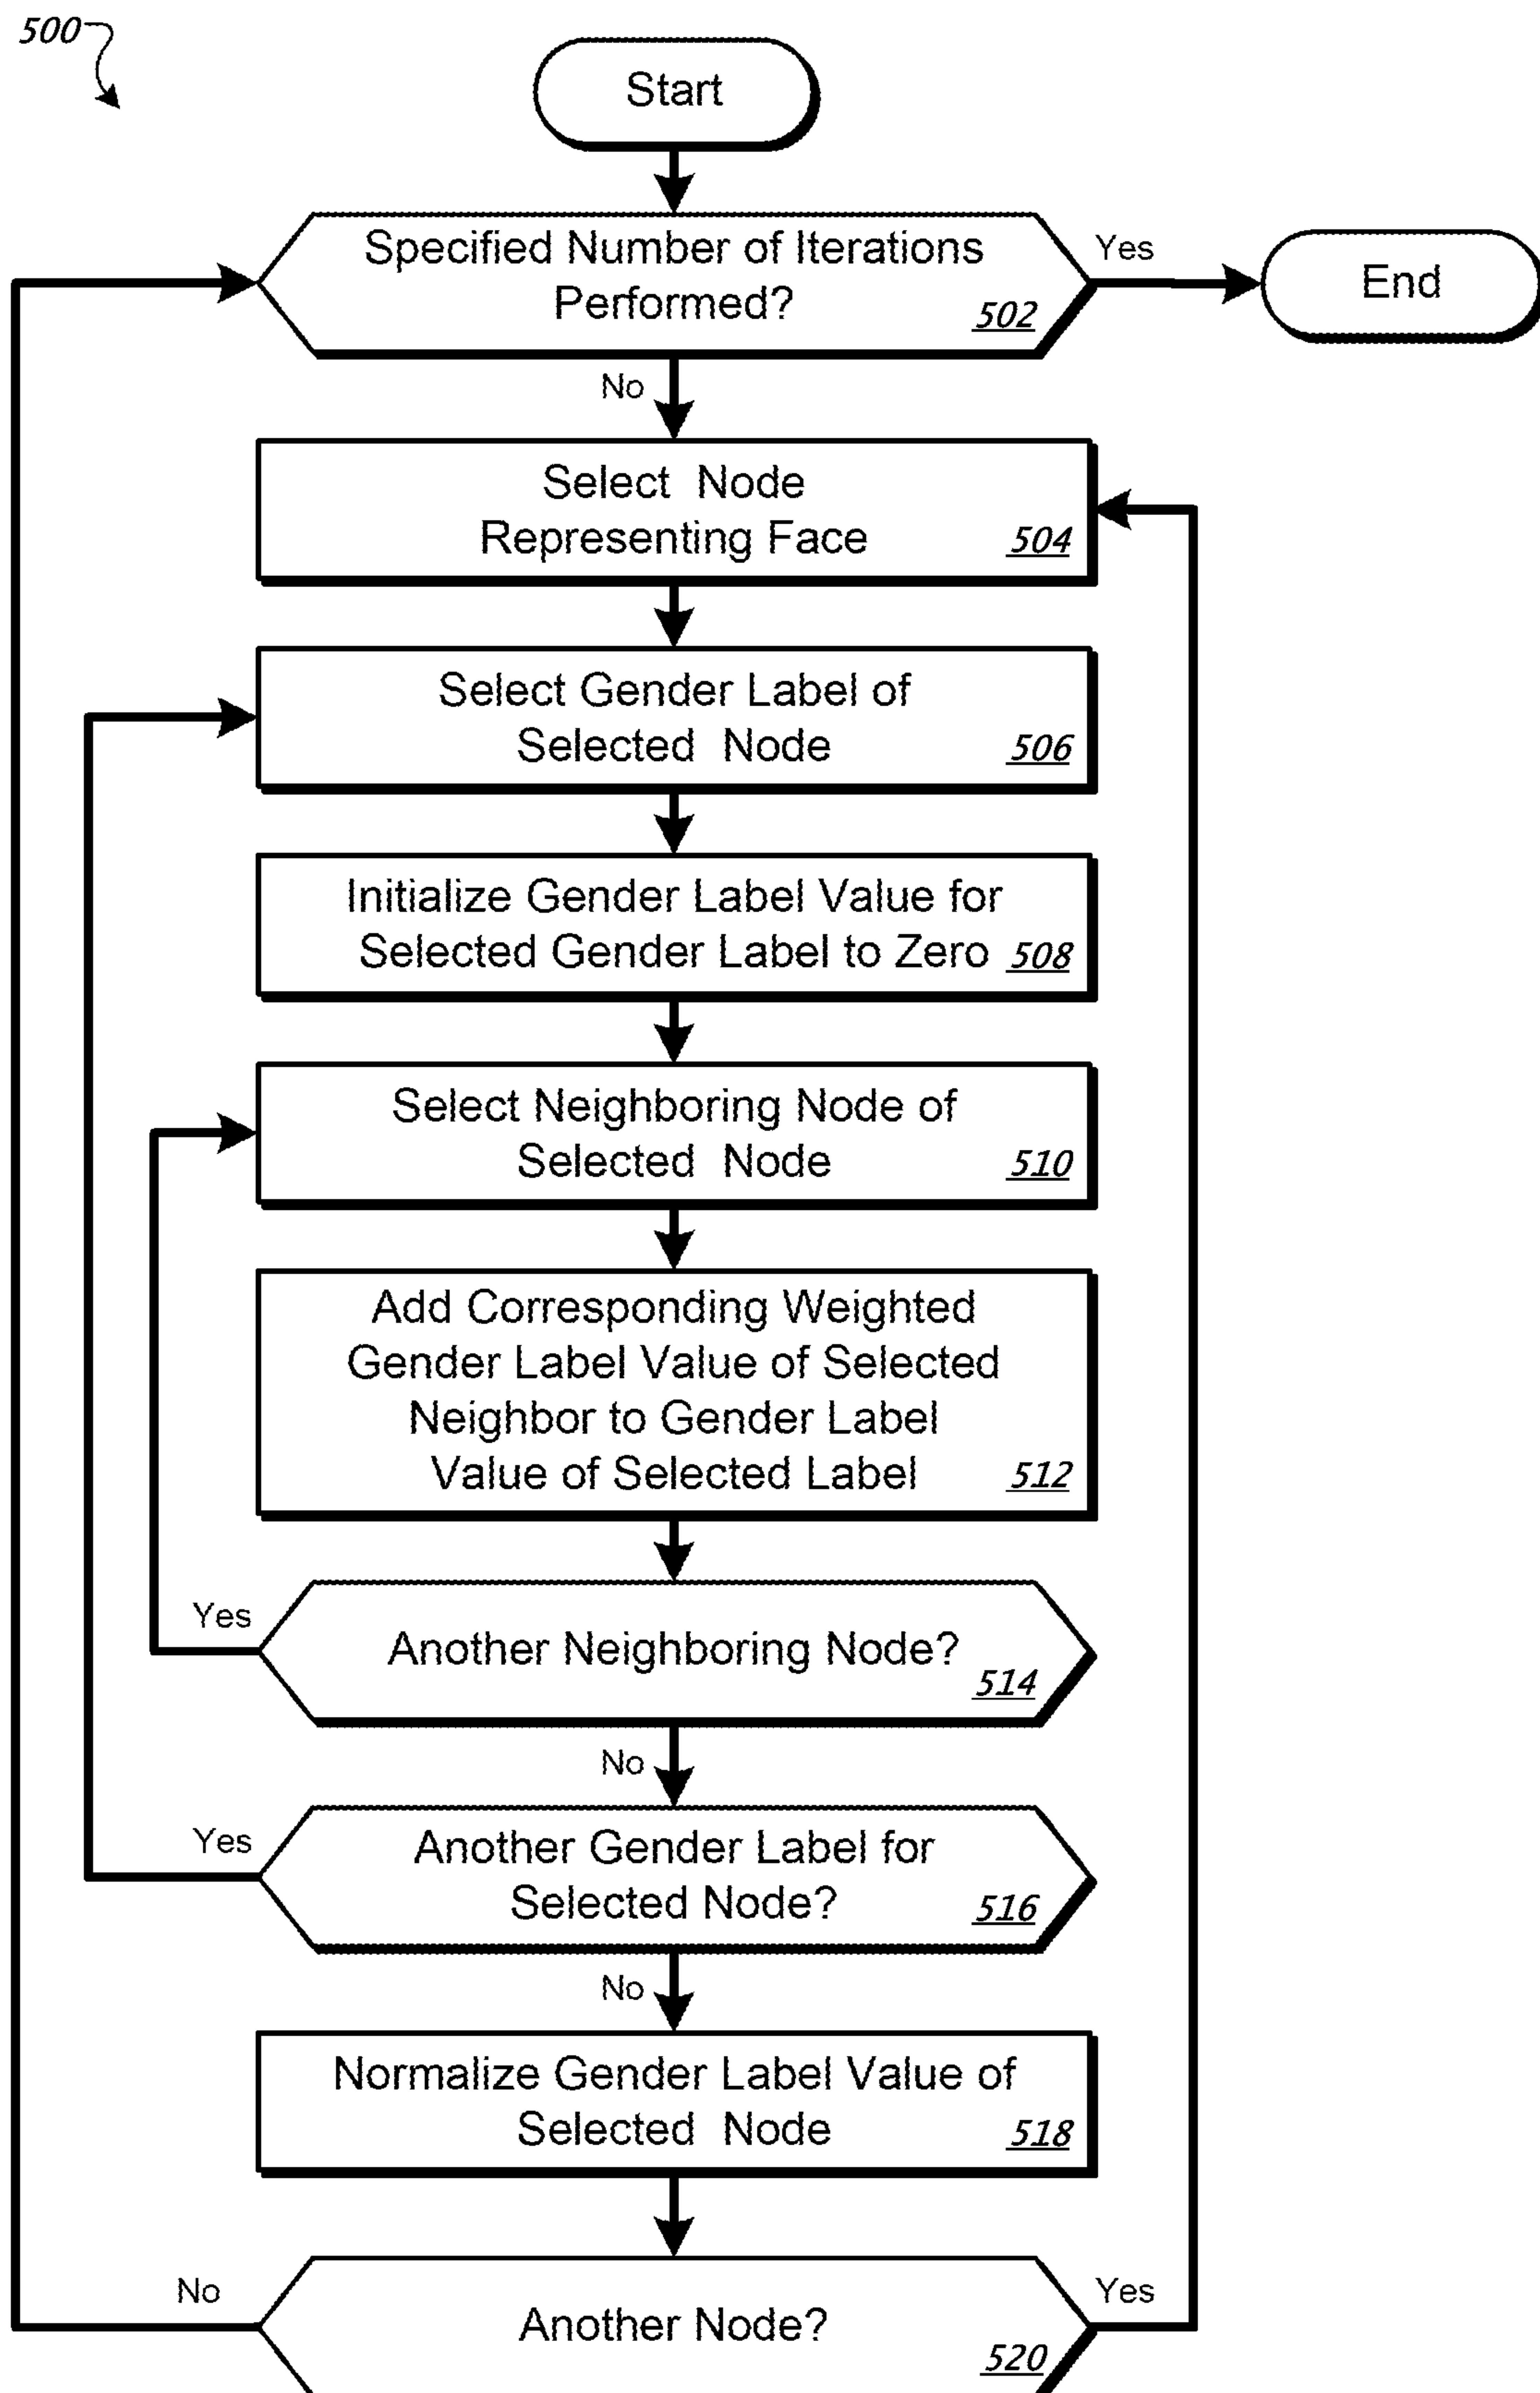 500
Start
Specified Number of Iterations
Performed?
502
Yes
End
No
Select Node
Representing Face
504
Select Gender Label of
Selected Node
506
Initialize Gender Label Value for
Selected Gender Label to Zero
508
Select Neighboring Node of
Selected Node
510
Add Corresponding Weighted
Gender Label Value of Selected
Neighbor to Gender Label
Value of Selected Label
512
Yes
Another Neighboring Node?
514
No
Yes
Another Gender Label for
Selected Node?
516
No
Normalize Gender Label Value of
Selected Node
518
No
Another Node?
Yes
520